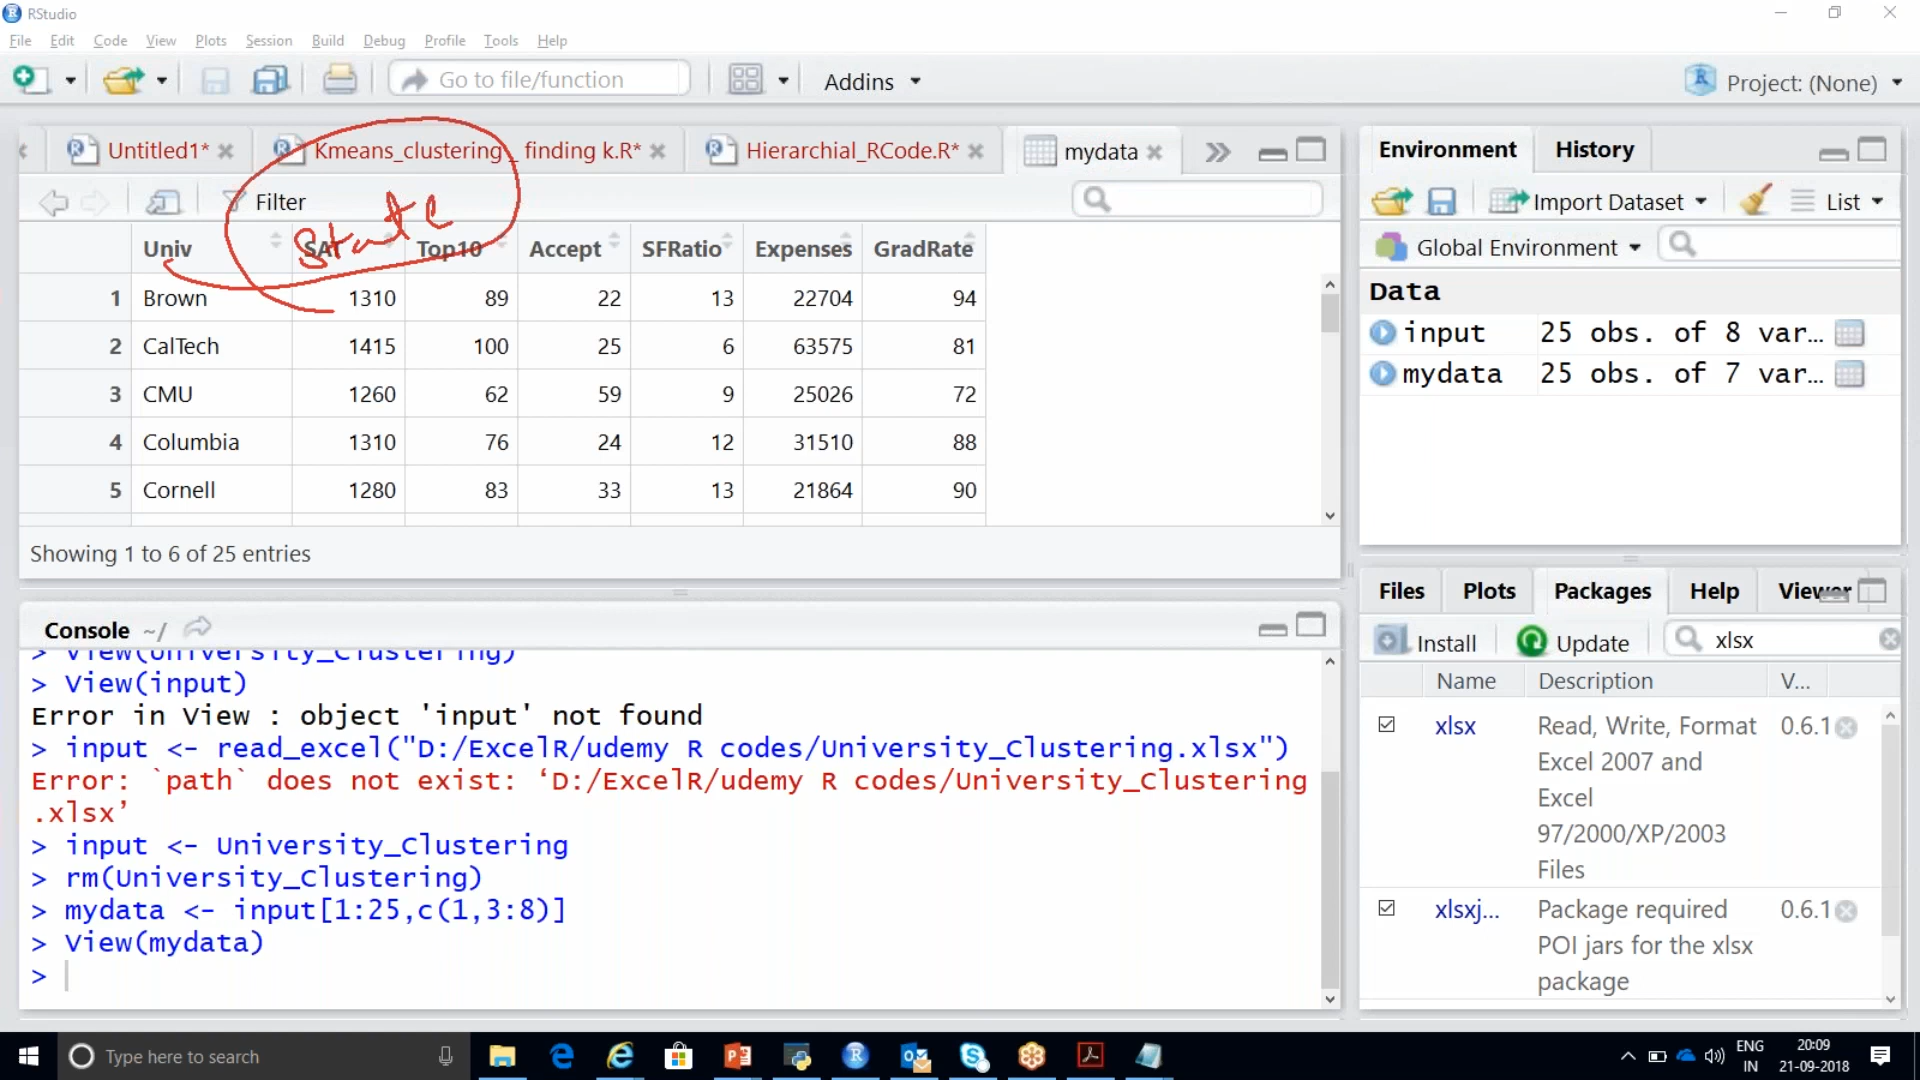 RStudio
File Edit Code View Plots Session Build Debug Profile Tools Help
Go to file/function Addins Project: (None)
Untitled1* Kmeans_clustering_ finding k.R* Hierarchial_RCode.R* mydata
Filter
State
Univ SAT Top10 Accept SFRatio Expenses GradRate
1 Brown 1310 89 22 13 22704 94
2 CalTech 1415 100 25 6 63575 81
3 CMU 1260 62 59 9 25026 72
4 Columbia 1310 76 24 12 31510 88
5 Cornell 1280 83 33 13 21864 90
Showing 1 to 6 of 25 entries
Console ~/
> View(University_Clustering)
> View(input)
Error in View : object 'input' not found
> input <- read_excel("D:/ExcelR/udemy R codes/University_Clustering.xlsx")
Error: `path` does not exist: ‘D:/ExcelR/udemy R codes/University_Clustering
.xlsx’
> input <- University_Clustering
> rm(University_Clustering)
> mydata <- input[1:25,c(1,3:8)]
> View(mydata)
>
Environment History
Import Dataset List
Global Environment
Data
input 25 obs. of 8 var…
mydata 25 obs. of 7 var…
Files Plots Packages Help Viewer
Install Update xlsx
Name Description V...
xlsx Read, Write, Format 0.6.1
Excel 2007 and
Excel
97/2000/XP/2003
Files
xlsxj... Package required 0.6.1
POI jars for the xlsx
package
Type here to search
ENG
IN
20:09
21-09-2018